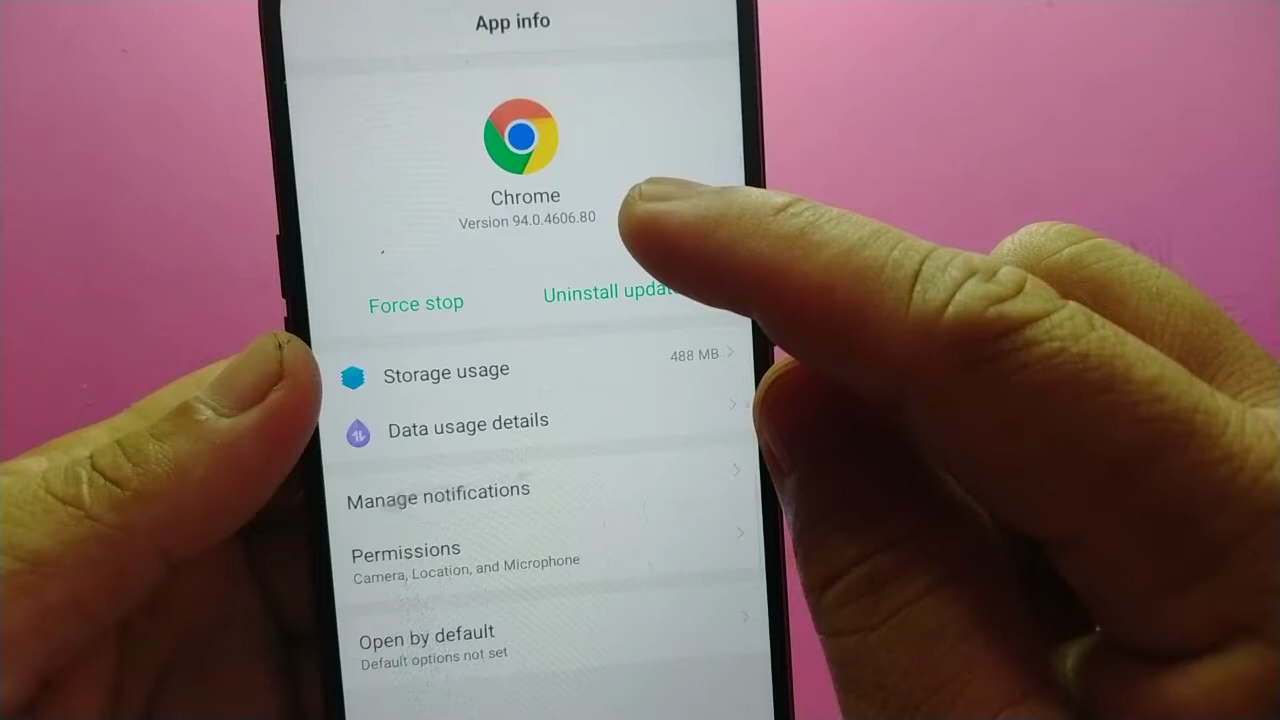 App info
Chrome
Version 94.0.4606.80
Force stop
Uninstall
Storage usage
488 MB
Data usage details
Manage notifications
Permissions
Camera, Location, and Microphone
Open by default
Default options not set